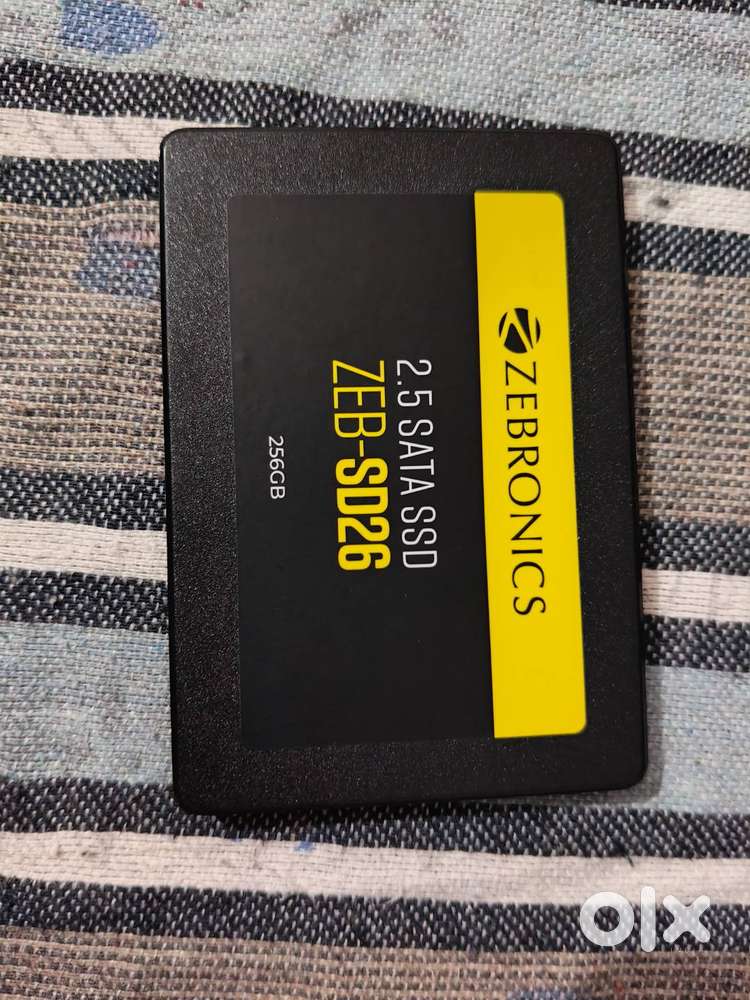 ZEBRONICS
2.5 SATA SSD
ZEB-SD26
256GB
olx